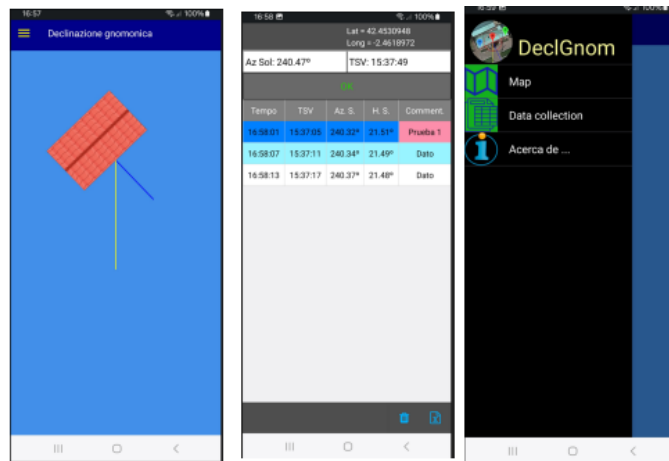 16:57
100%
Declinazione gnomonica
16:58
100%
Lat = 42.4530948
Long = -2.4618972
Az Sol: 240.47º TSV: 15:37:49
OK
Tempo TSV Az. S. H. S. Comment.
16:58:01 15:37:05 240.32º 21.51º Prueba 1
16:58:07 15:37:11 240.34º 21.49º Dato
16:58:13 15:37:17 240.37º 21.48º Dato
16:59
100%
DeclGnom
Map
Data collection
Acerca de ...